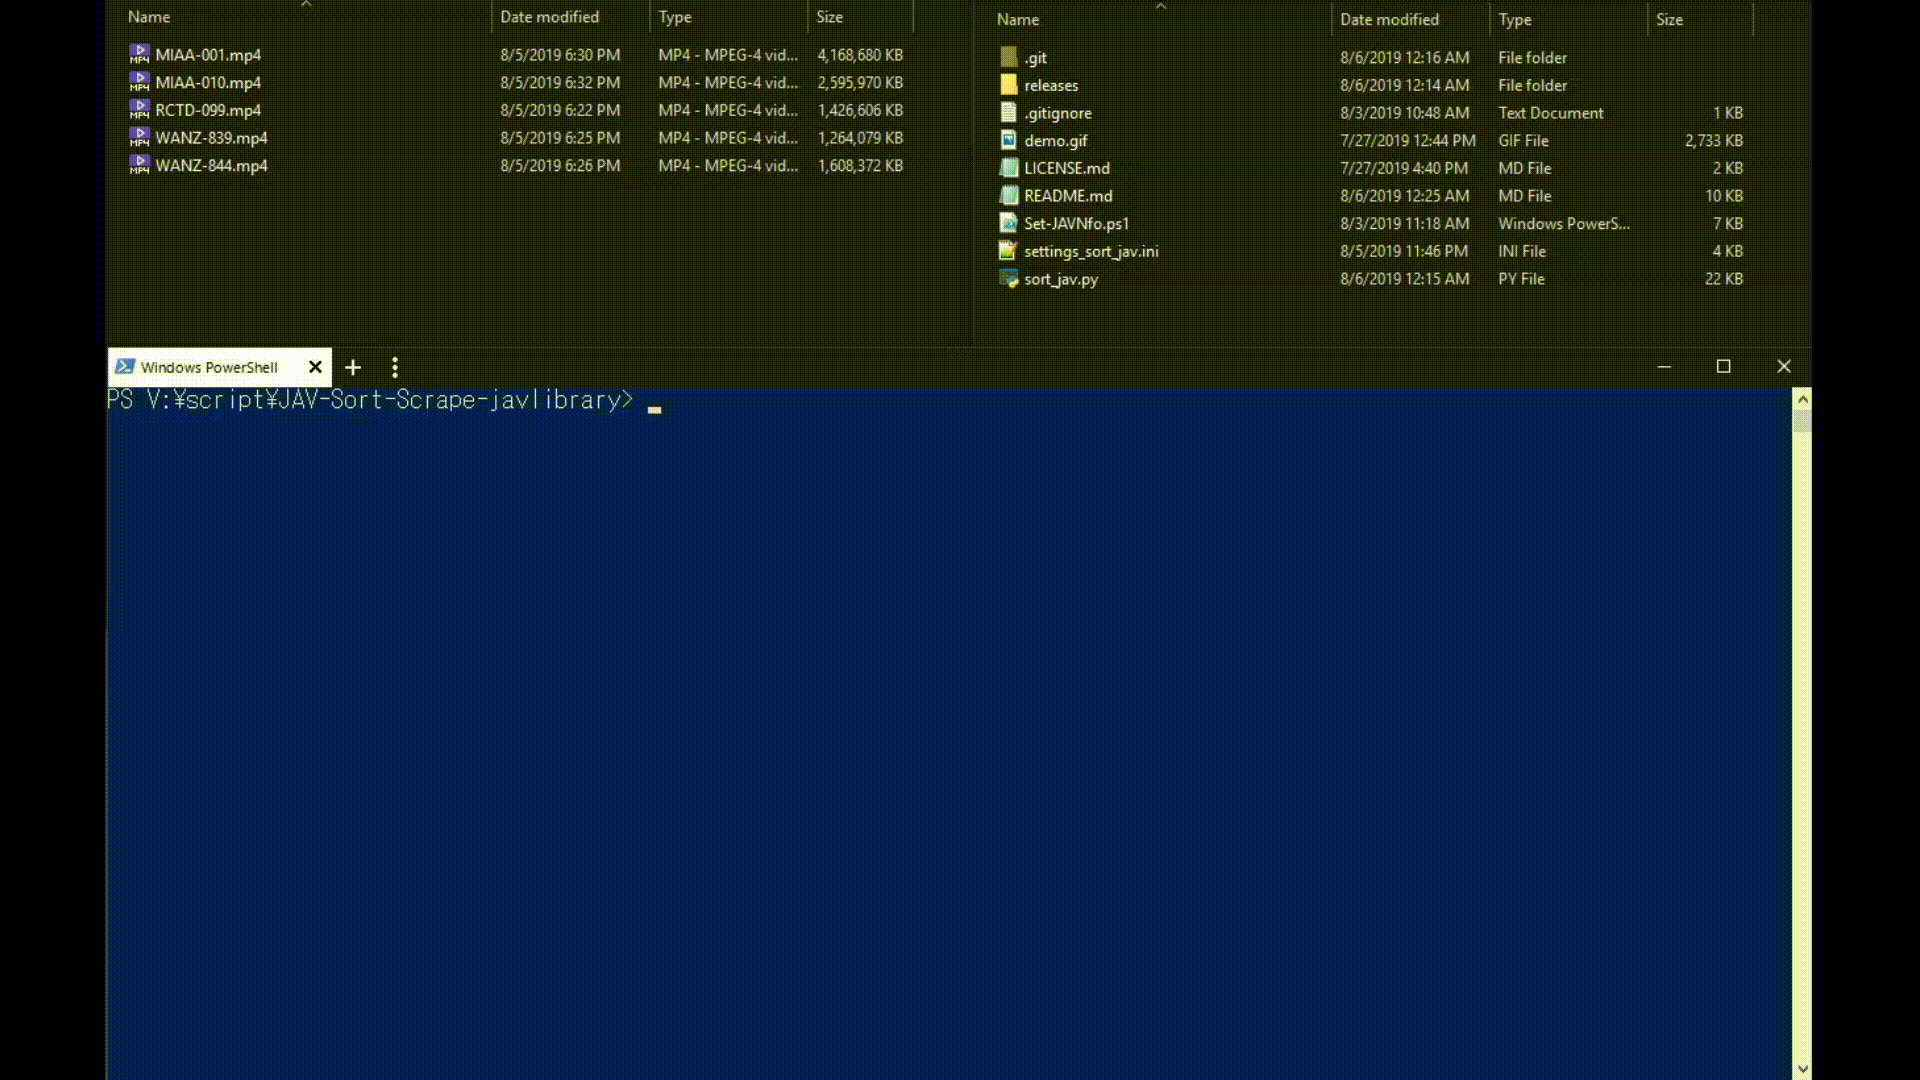 Name Date modified Type Size
MIAA-001.mp4 8/5/2019 6:30 PM MP4 - MPEG-4 vid... 4,168,680 KB
MIAA-010.mp4 8/5/2019 6:32 PM MP4 - MPEG-4 vid... 2,595,970 KB
RCTD-099.mp4 8/5/2019 6:22 PM MP4 - MPEG-4 vid... 1,426,606 KB
WANZ-839.mp4 8/5/2019 6:25 PM MP4 - MPEG-4 vid... 1,264,079 KB
WANZ-844.mp4 8/5/2019 6:26 PM MP4 - MPEG-4 vid... 1,608,372 KB
Name Date modified Type Size
.git 8/6/2019 12:16 AM File folder
releases 8/6/2019 12:14 AM File folder
.gitignore 8/3/2019 10:48 AM Text Document 1 KB
demo.gif 7/27/2019 12:44 PM GIF File 2,733 KB
LICENSE.md 7/27/2019 4:40 PM MD File 2 KB
README.md 8/6/2019 12:25 AM MD File 10 KB
Set-JAVNfo.ps1 8/3/2019 11:18 AM Windows PowerS... 7 KB
settings_sort_jav.ini 8/5/2019 11:46 PM INI File 4 KB
sort_jav.py 8/6/2019 12:15 AM PY File 22 KB
Windows PowerShell
PS V:¥script¥JAV-Sort-Scrape-javlibrary>